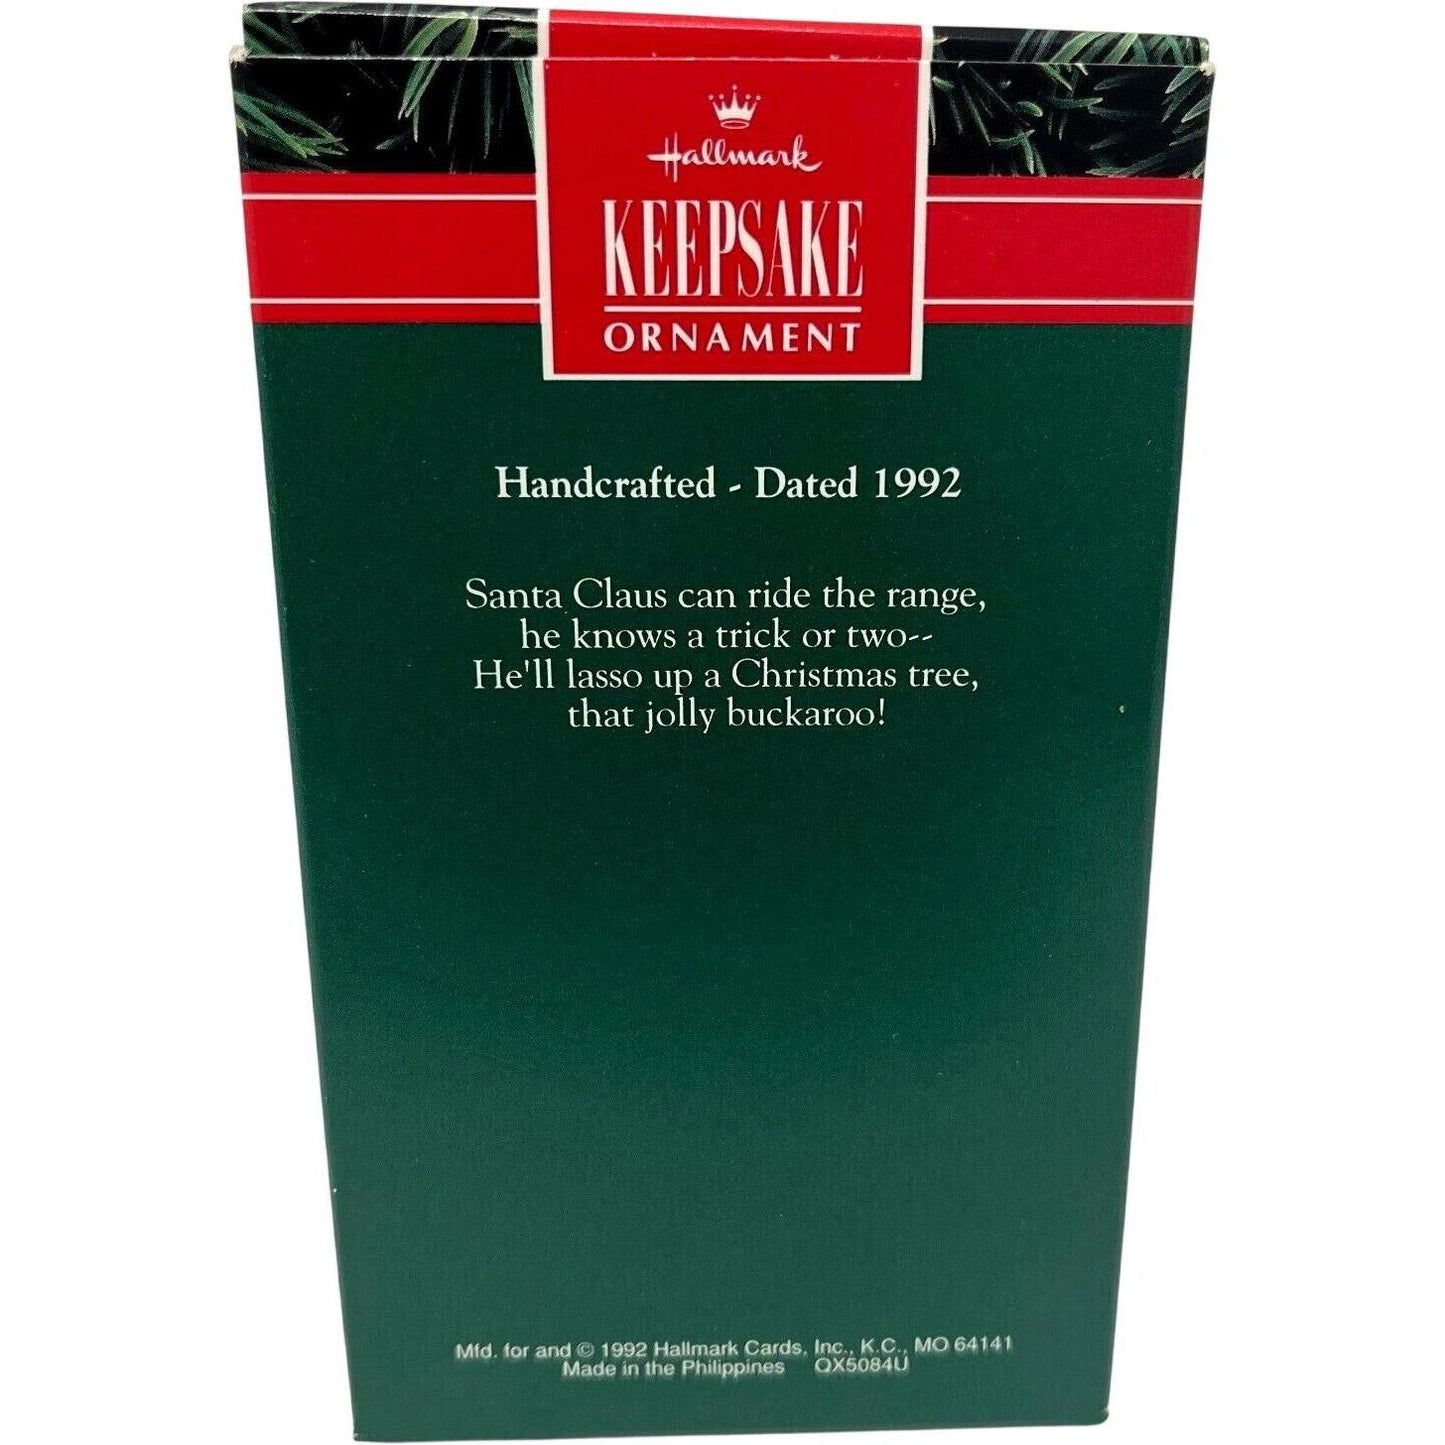 Hallmark
KEEPSAKE
ORNAMENT
Handcrafted - Dated 1992
Santa Claus can ride the range,
he knows a trick or two--
He'll lasso up a Christmas tree,
that jolly buckaroo!
Mfd. for and © 1992 Hallmark Cards, Inc., K.C., MO 64141
Made in the Philippines QX5084U